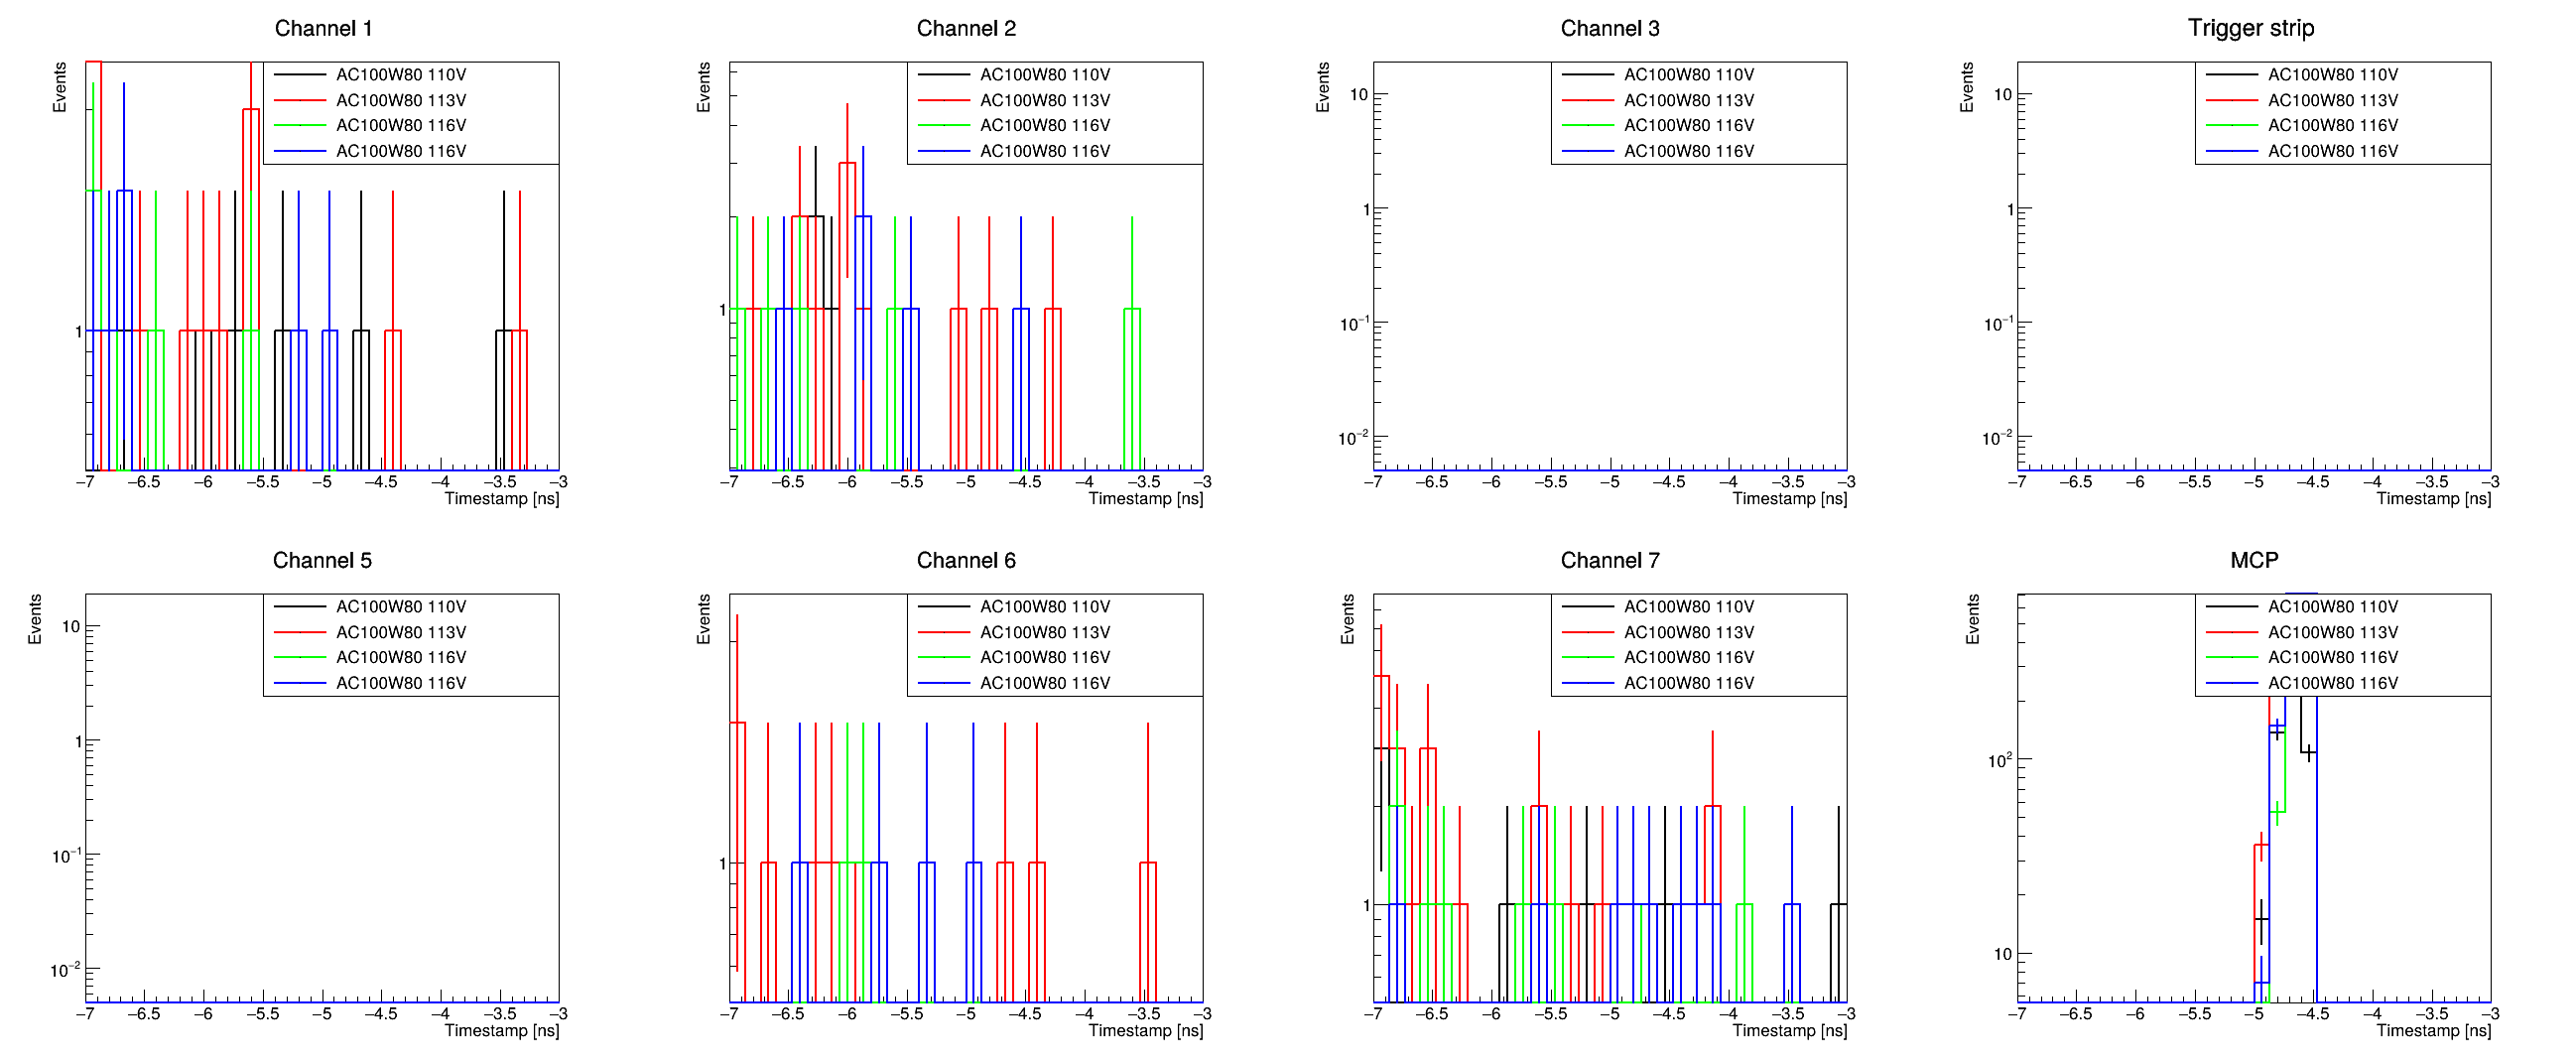 Channel 1
Events
AC100W80 110V
AC100W80 113V
AC100W80 116V
AC100W80 116V
1
−7 −6.5 −6 −5.5 −5 −4.5 −4 −3.5 −3
Timestamp [ns]
Channel 2
Events
AC100W80 110V
AC100W80 113V
AC100W80 116V
AC100W80 116V
1
−7 −6.5 −6 −5.5 −5 −4.5 −4 −3.5 −3
Timestamp [ns]
Channel 3
Events
AC100W80 110V
AC100W80 113V
AC100W80 116V
AC100W80 116V
10
1
10⁻¹
10⁻²
−7 −6.5 −6 −5.5 −5 −4.5 −4 −3.5 −3
Timestamp [ns]
Trigger strip
Events
AC100W80 110V
AC100W80 113V
AC100W80 116V
AC100W80 116V
10
1
10⁻¹
10⁻²
−7 −6.5 −6 −5.5 −5 −4.5 −4 −3.5 −3
Timestamp [ns]
Channel 5
Events
AC100W80 110V
AC100W80 113V
AC100W80 116V
AC100W80 116V
10
1
10⁻¹
10⁻²
−7 −6.5 −6 −5.5 −5 −4.5 −4 −3.5 −3
Timestamp [ns]
Channel 6
Events
AC100W80 110V
AC100W80 113V
AC100W80 116V
AC100W80 116V
1
−7 −6.5 −6 −5.5 −5 −4.5 −4 −3.5 −3
Timestamp [ns]
Channel 7
Events
AC100W80 110V
AC100W80 113V
AC100W80 116V
AC100W80 116V
1
−7 −6.5 −6 −5.5 −5 −4.5 −4 −3.5 −3
Timestamp [ns]
MCP
Events
AC100W80 110V
AC100W80 113V
AC100W80 116V
AC100W80 116V
10²
10
−7 −6.5 −6 −5.5 −5 −4.5 −4 −3.5 −3
Timestamp [ns]